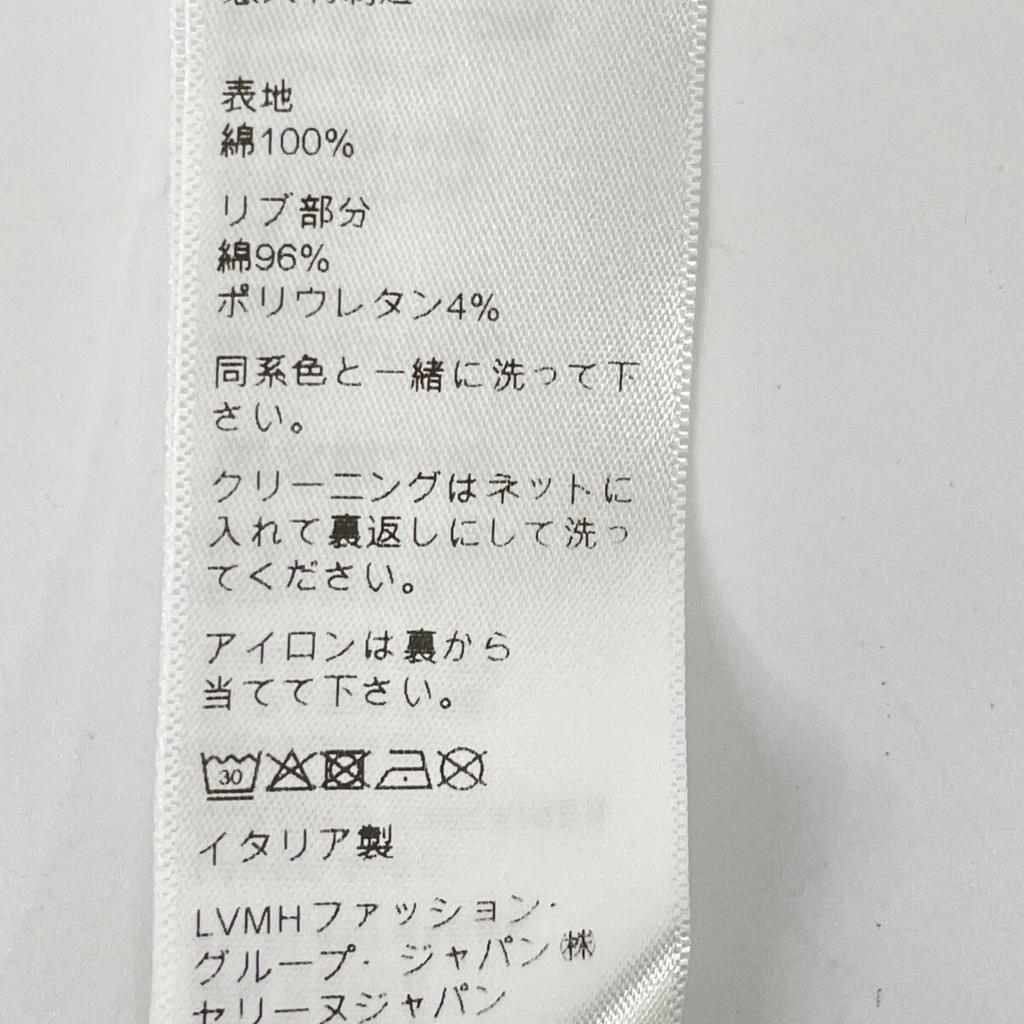 表地
綿100%
リブ部分
綿96%
ポリウレタン4%
同系色と一緒に洗って下
さい。
クリーニングはネットに
入れて裏返しにして洗っ
てください。
アイロンは裏から
当てて下さい。
30
イタリア製
LVMHファッション・
グループ・ジャパン㈱
セリーヌジャパン